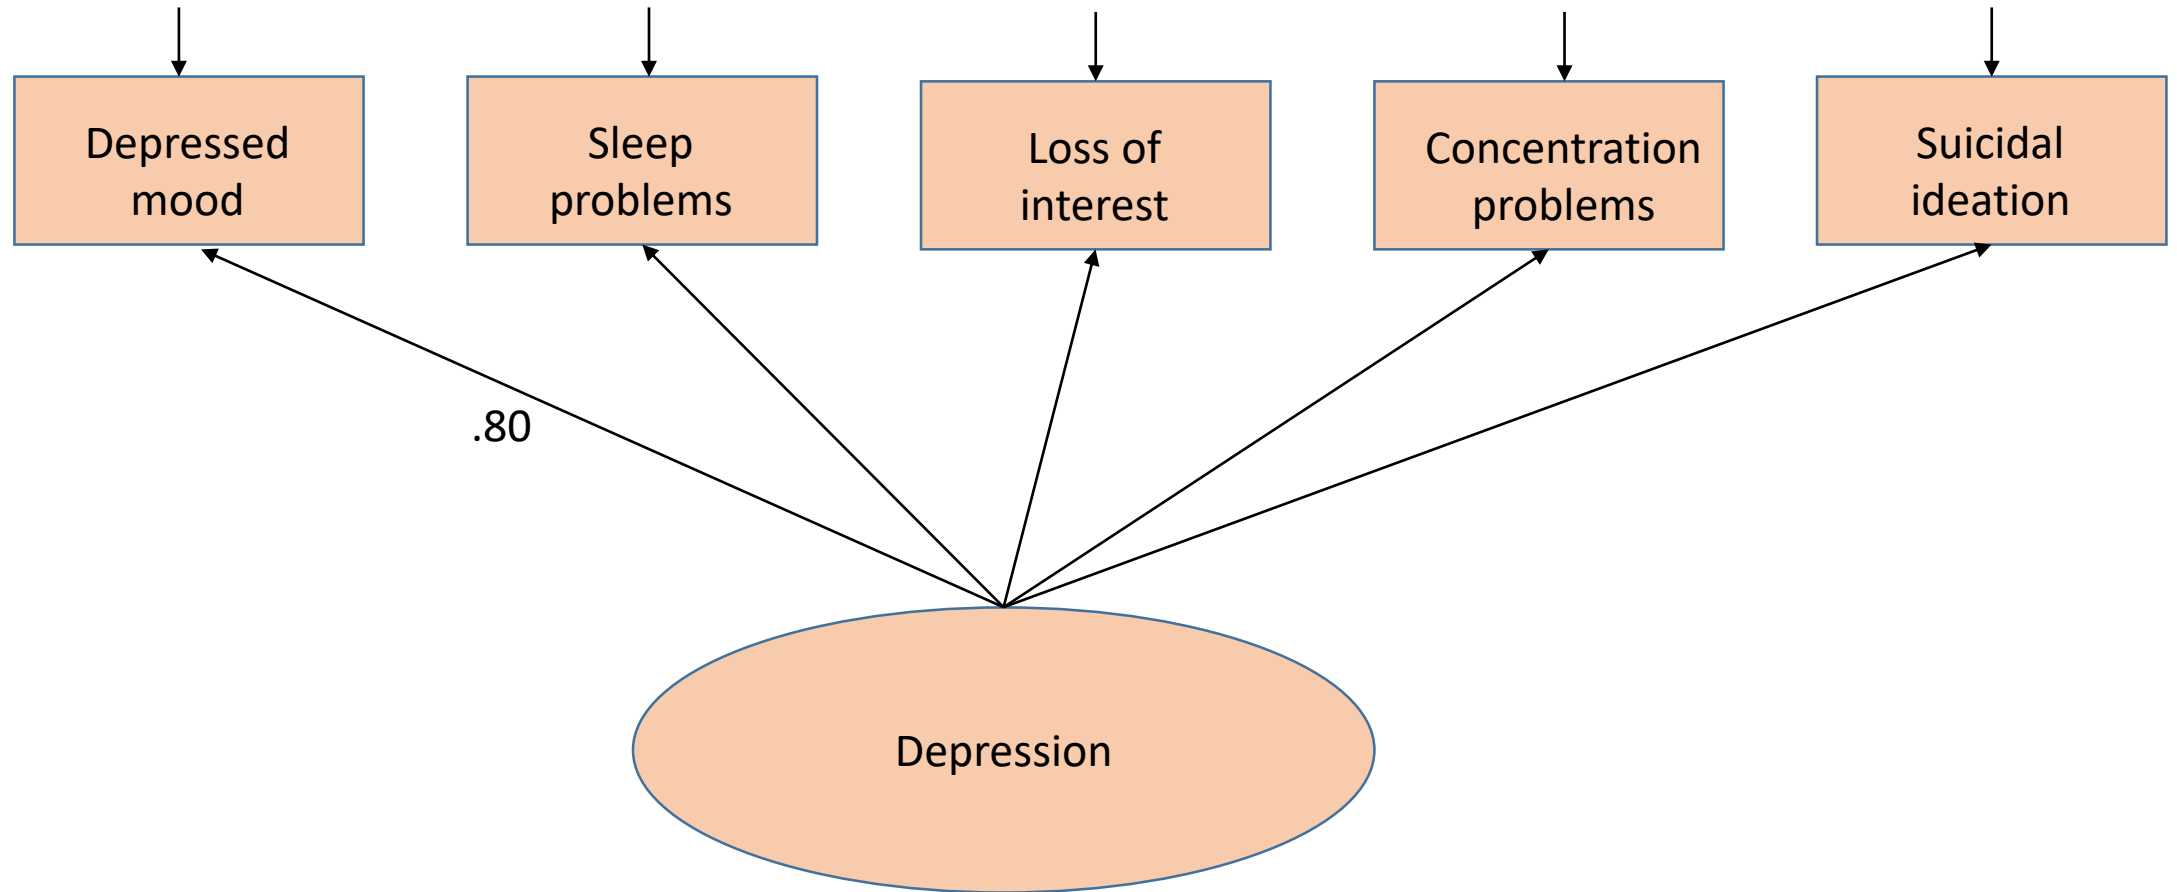 Depressed
mood
Sleep
problems
Loss of
interest
Concentration
problems
Suicidal
ideation
.80
Depression